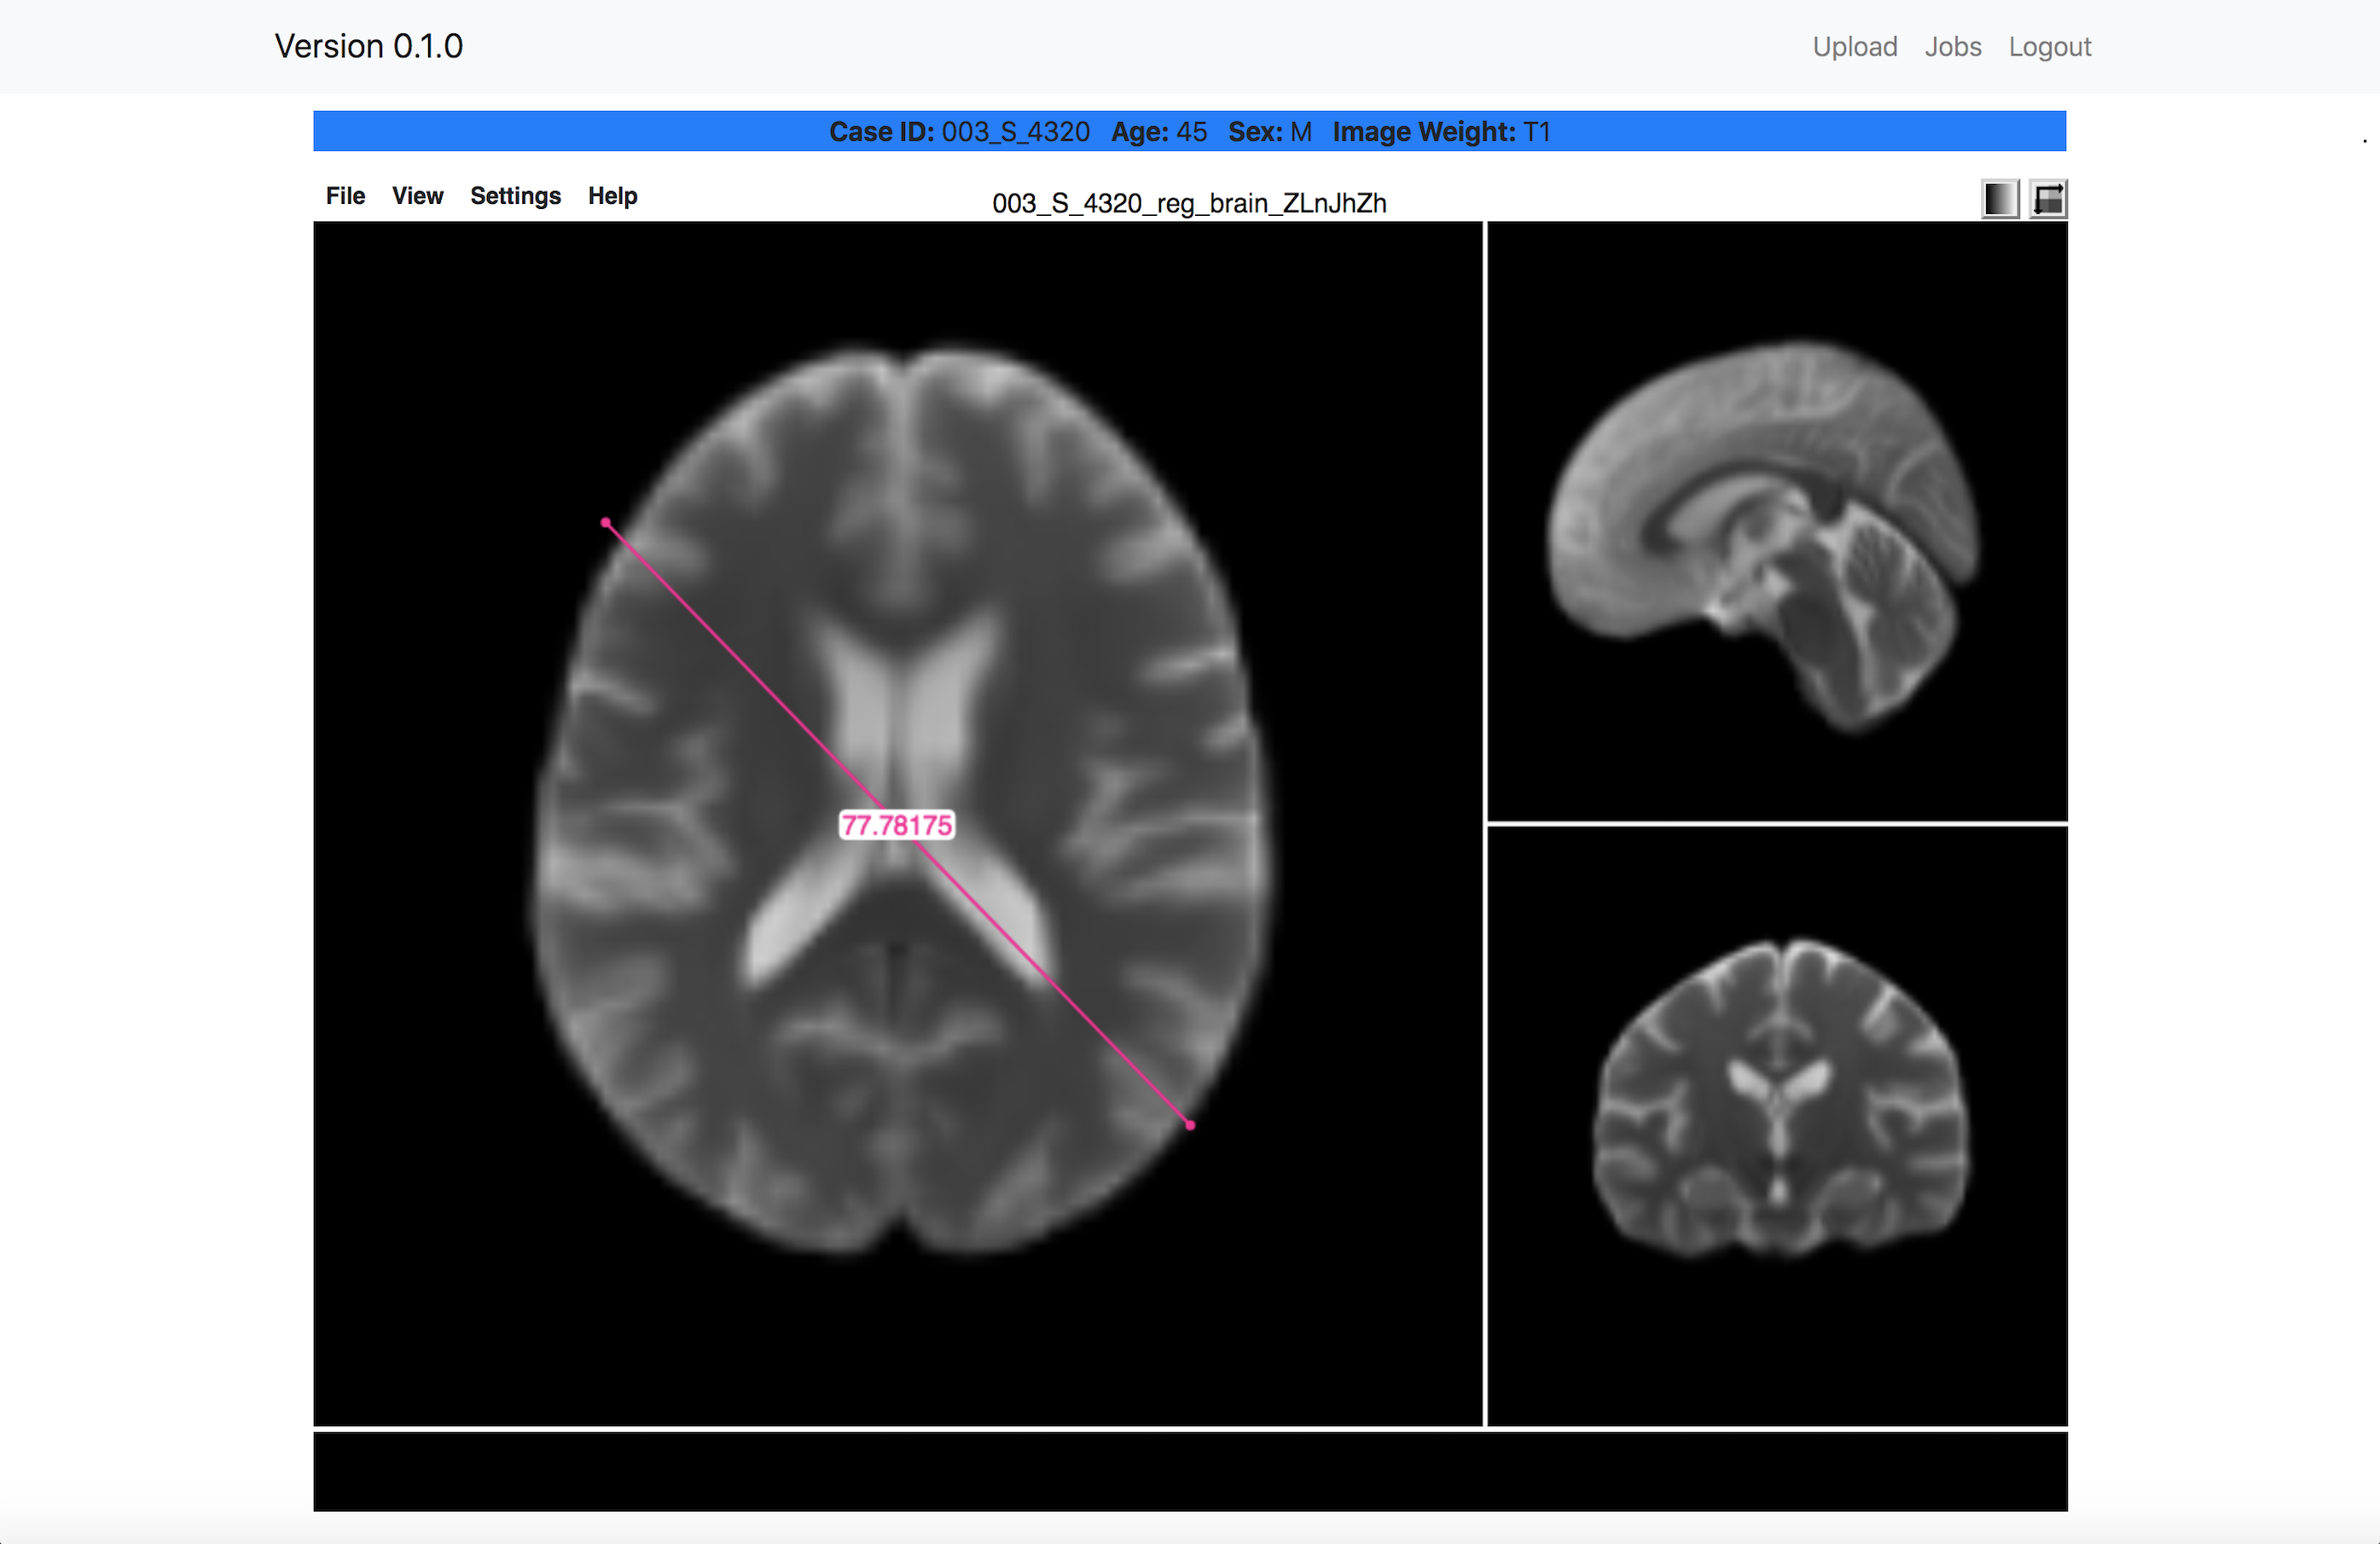 Version 0.1.0 Upload Jobs Logout
Case ID: 003_S_4320 Age: 45 Sex: M Image Weight: T1
File View Settings Help 003_S_4320_reg_brain_ZLnJhZh
77.78175